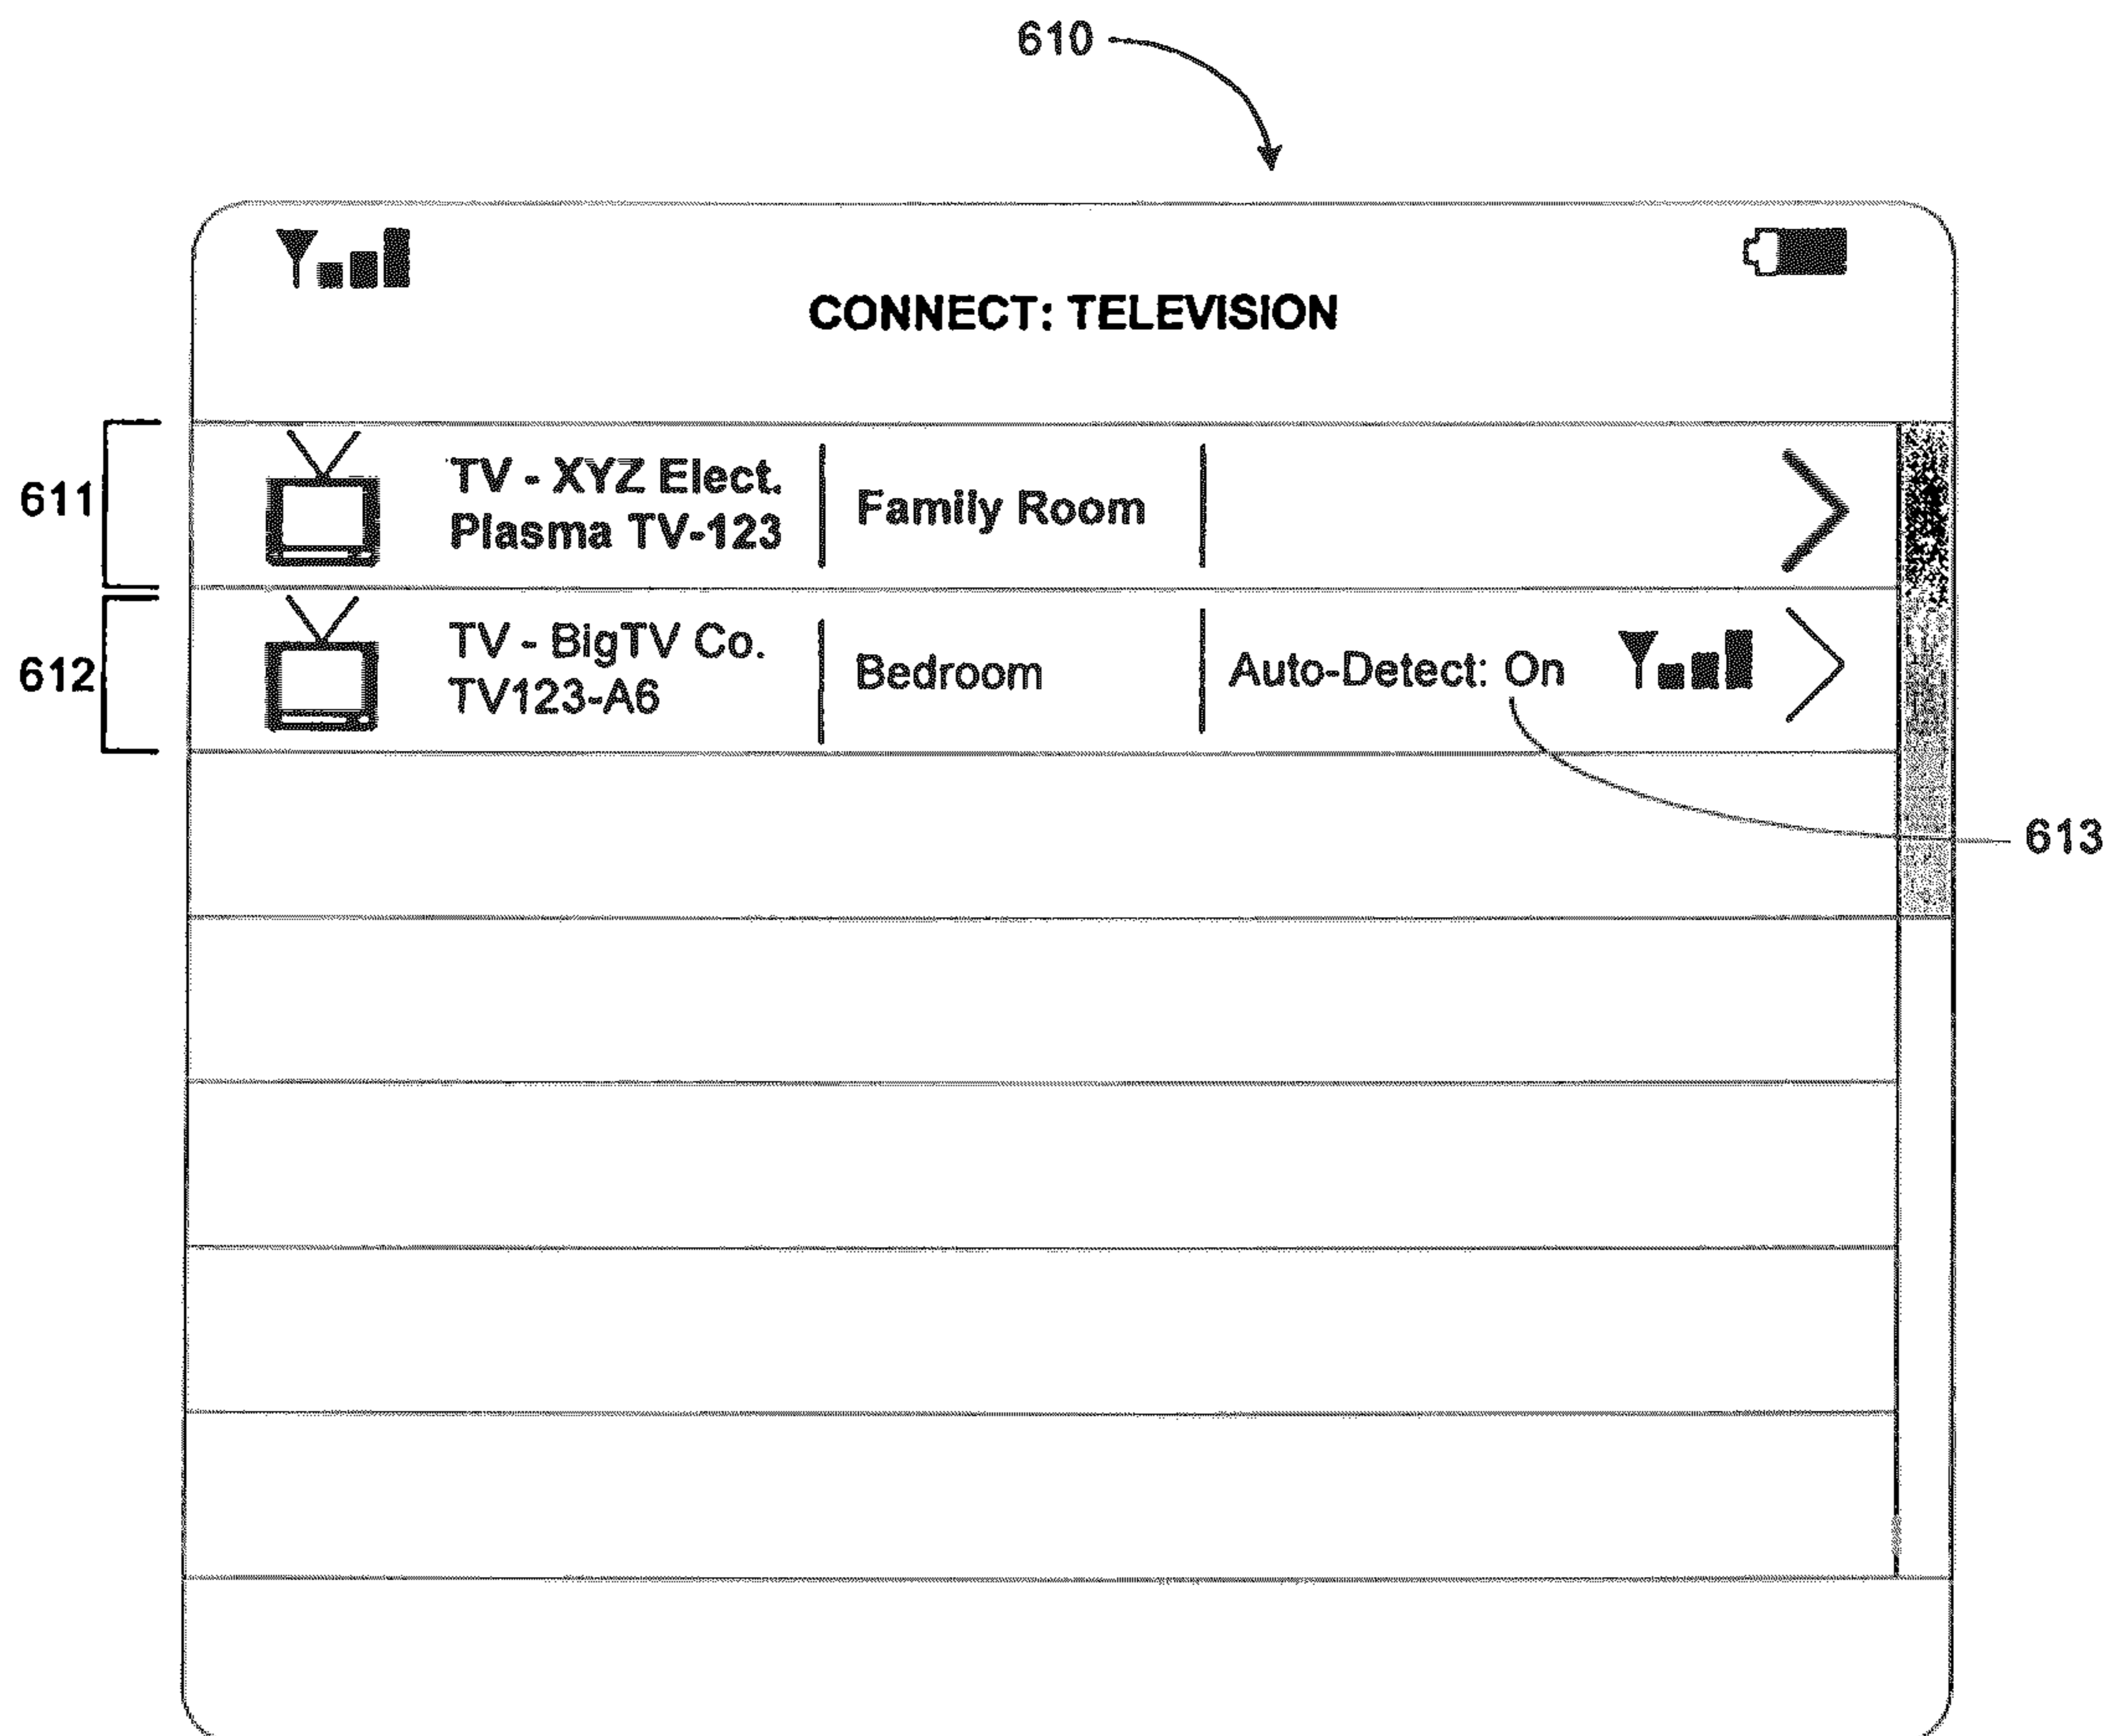 610
CONNECT: TELEVISION
611
TV - XYZ Elect.
Plasma TV-123
Family Room
612
TV - BigTV Co.
TV123-A6
Bedroom
Auto-Detect: On
613